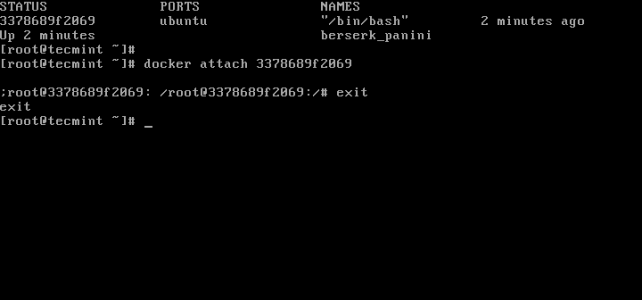 STATUS PORTS NAMES
3378689f2069 ubuntu "/bin/bash" 2 minutes ago
Up 2 minutes berserk_panini
[root@tecmint ~]#
[root@tecmint ~]# docker attach 3378689f2069
;root@3378689f2069: /root@3378689f2069:/# exit
exit
[root@tecmint ~]# _